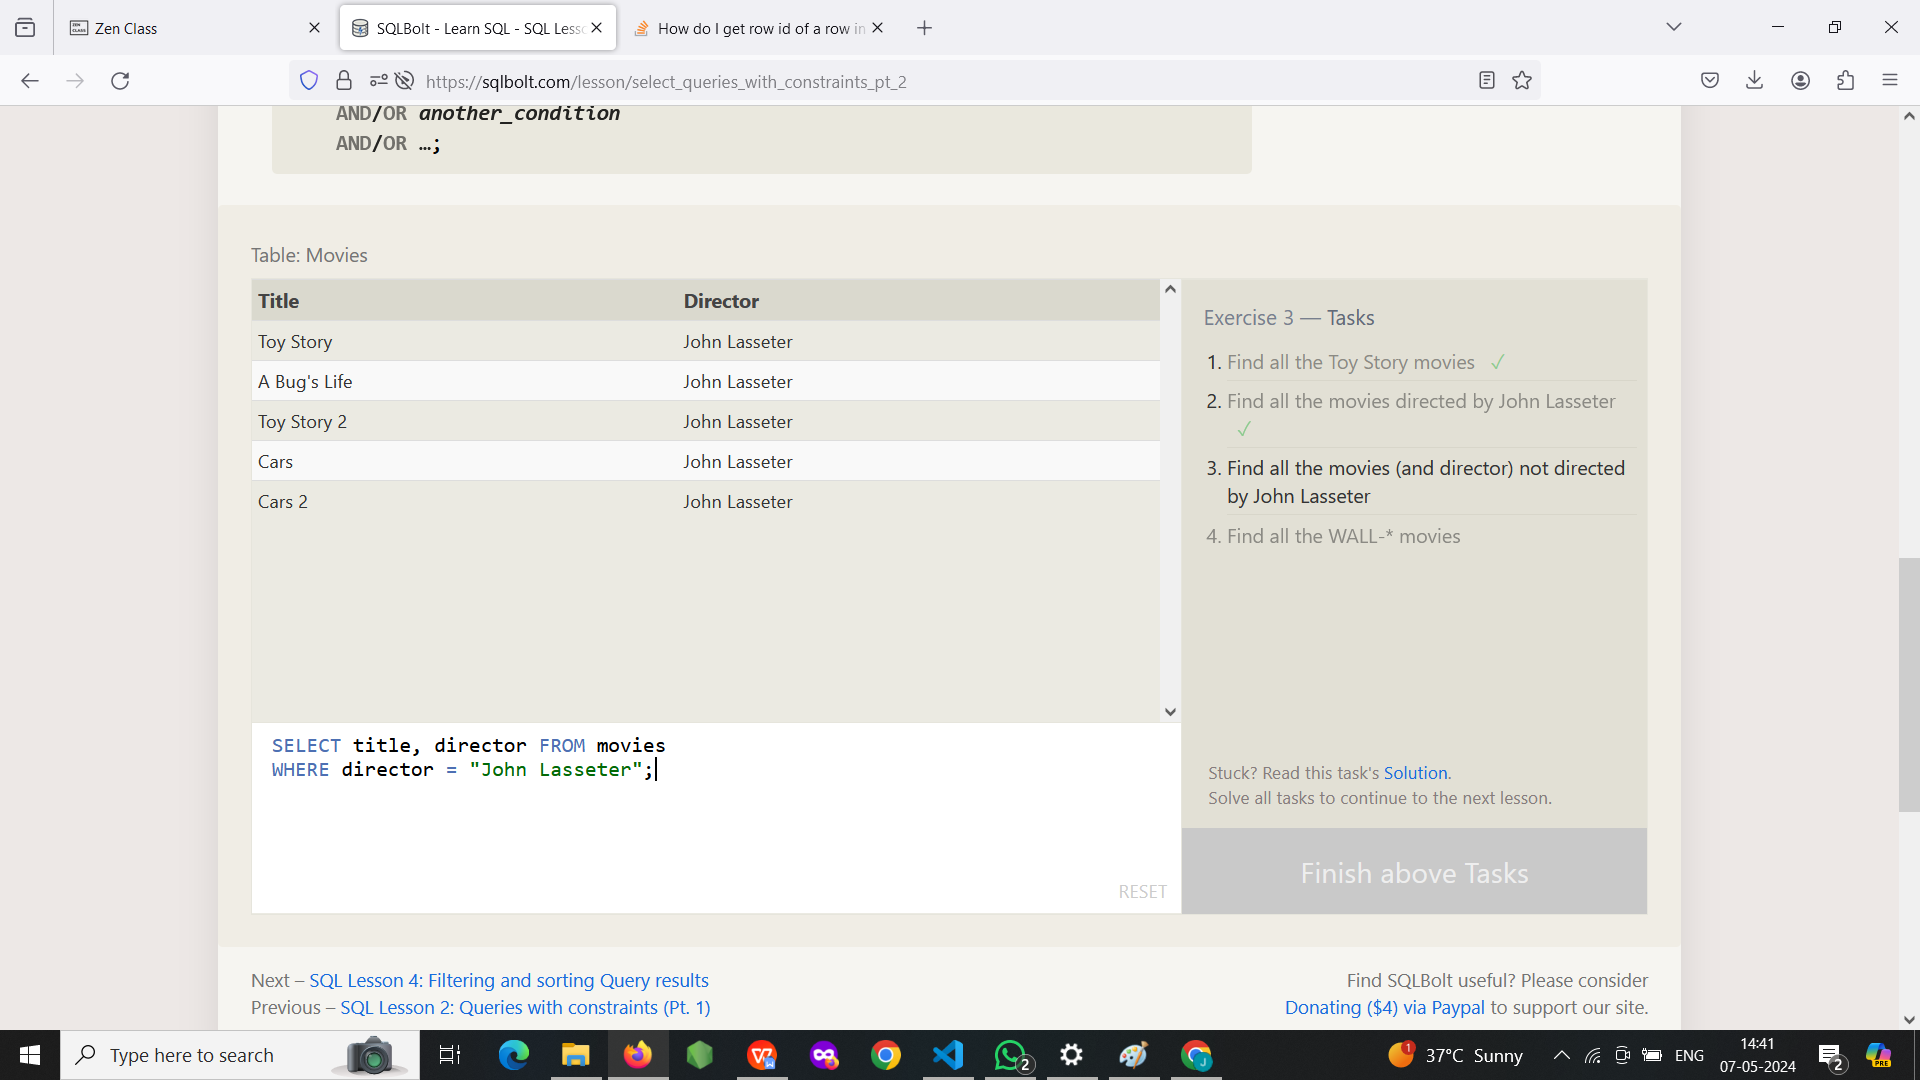 Zen Class
SQLBolt - Learn SQL - SQL Less
How do I get row id of a row in
https://sqlbolt.com/lesson/select_queries_with_constraints_pt_2
AND/OR another_condition
AND/OR …;
Table: Movies
Title Director
Toy Story John Lasseter
A Bug's Life John Lasseter
Toy Story 2 John Lasseter
Cars John Lasseter
Cars 2 John Lasseter
Exercise 3 — Tasks
1. Find all the Toy Story movies ✓
2. Find all the movies directed by John Lasseter
✓
3. Find all the movies (and director) not directed
by John Lasseter
4. Find all the WALL-* movies
SELECT title, director FROM movies
WHERE director = "John Lasseter";
RESET
Stuck? Read this task's Solution.
Solve all tasks to continue to the next lesson.
Finish above Tasks
Next – SQL Lesson 4: Filtering and sorting Query results
Previous – SQL Lesson 2: Queries with constraints (Pt. 1)
Find SQLBolt useful? Please consider
Donating ($4) via Paypal to support our site.
Type here to search
2
1
37°C Sunny
ENG
14:41
07-05-2024
2
PRE